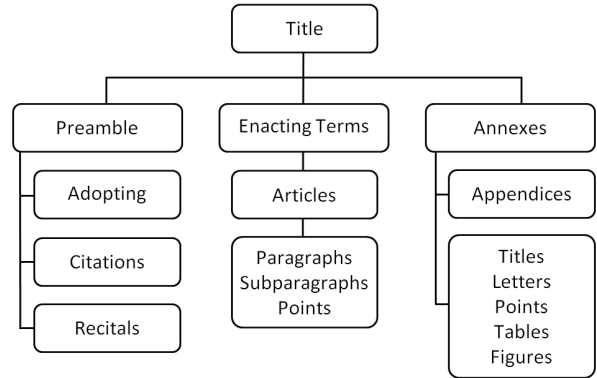 Title
Preamble
Enacting Terms
Annexes
Adopting
Articles
Appendices
Citations
Paragraphs
Subparagraphs
Points
Recitals
Titles
Letters
Points
Tables
Figures